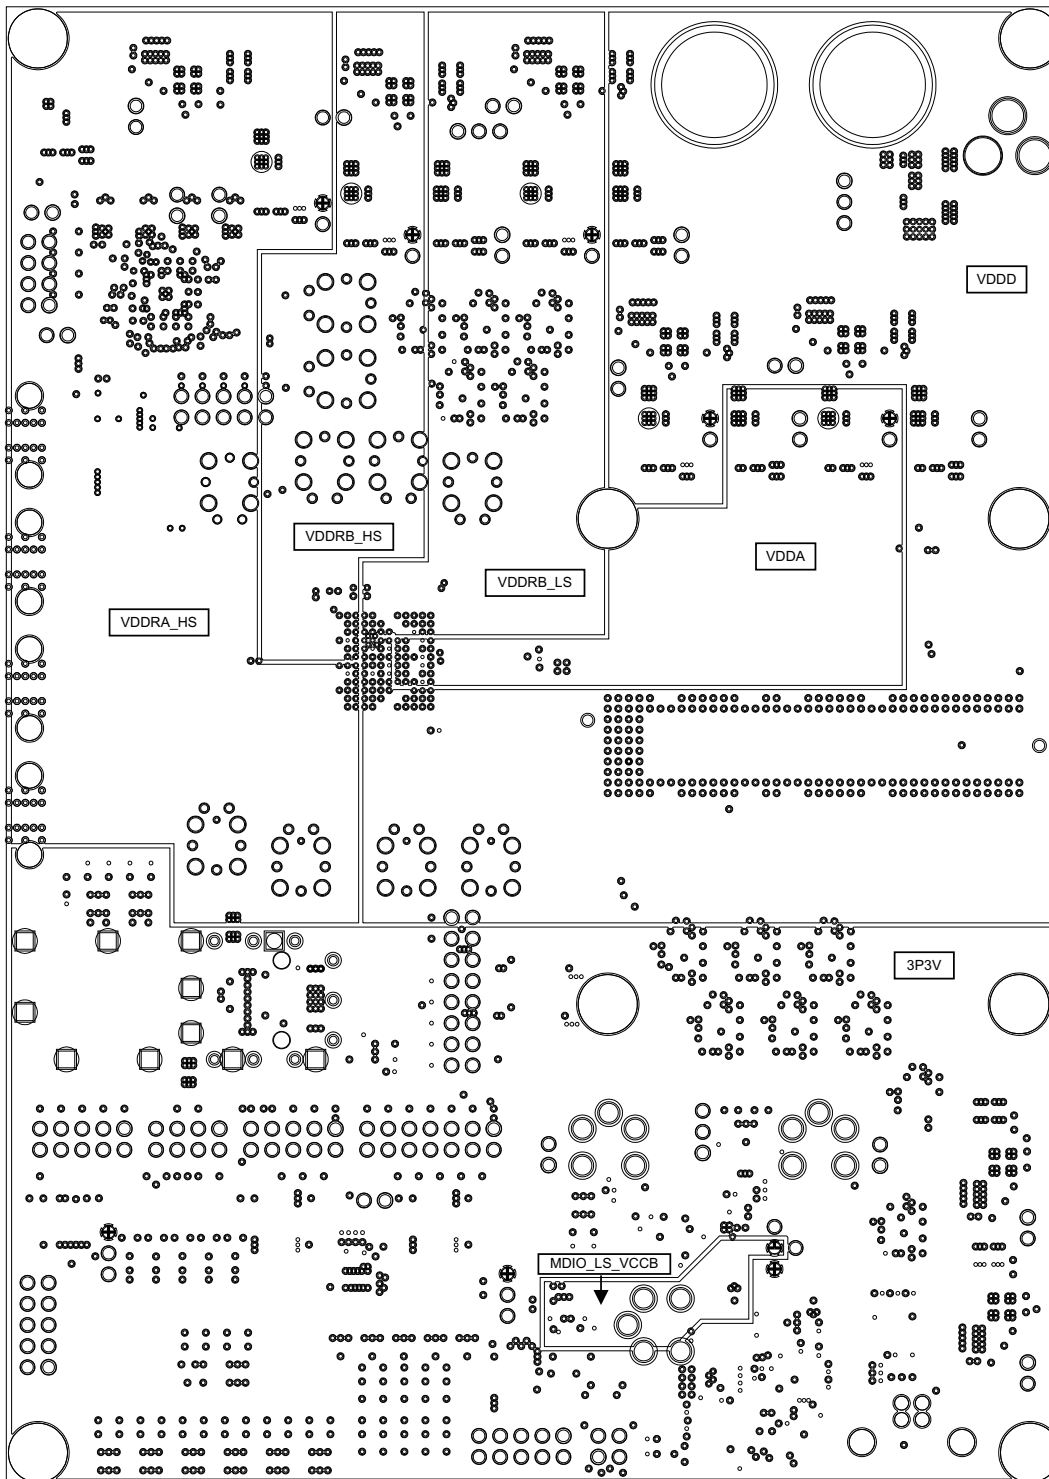 VDDD
VDDRB_HS
VDDA
VDDRB_LS
VDDRA_HS
3P3V
MDIO_LS_VCCB